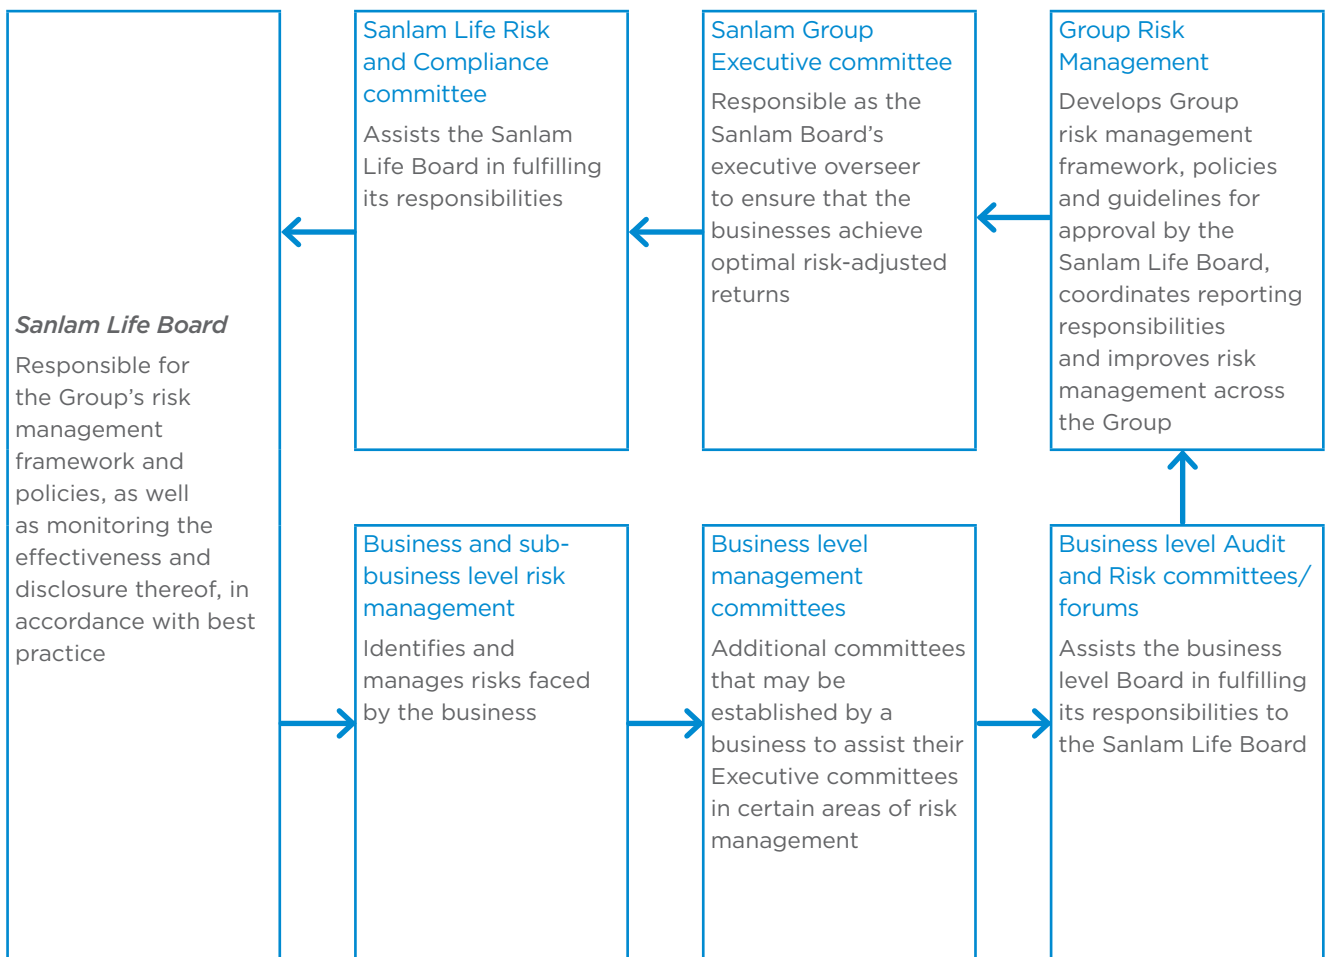 Sanlam Life Board
Responsible for
the Group's risk
management
framework and
policies, as well
as monitoring the
effectiveness and
disclosure thereof, in
accordance with best
practice
Sanlam Life Risk
and Compliance
committee
Assists the Sanlam
Life Board in fulfilling
its responsibilities
Sanlam Group
Executive committee
Responsible as the
Sanlam Board's
executive overseer
to ensure that the
businesses achieve
optimal risk-adjusted
returns
Group Risk
Management
Develops Group
risk management
framework, policies
and guidelines for
approval by the
Sanlam Life Board,
coordinates reporting
responsibilities
and improves risk
management across
the Group
Business and sub-
business level risk
management
Identifies and
manages risks faced
by the business
Business level
management
committees
Additional committees
that may be
established by a
business to assist their
Executive committees
in certain areas of risk
management
Business level Audit
and Risk committees/
forums
Assists the business
level Board in fulfilling
its responsibilities to
the Sanlam Life Board